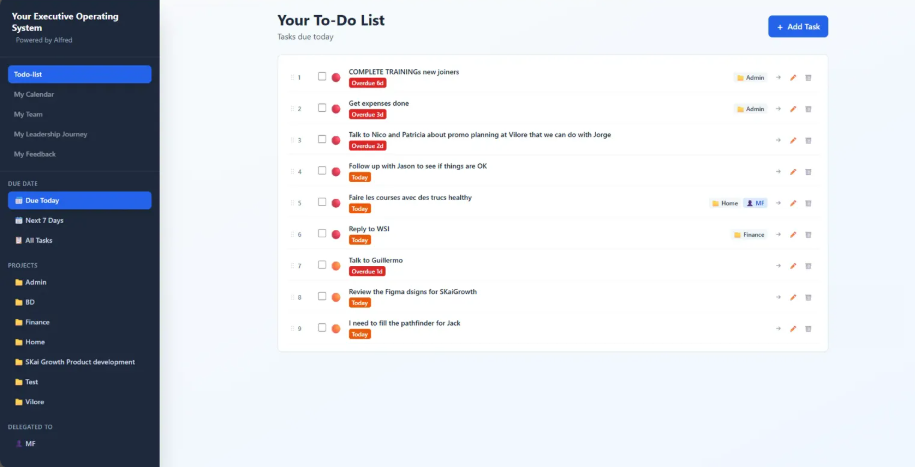 Your Executive Operating
System
Powered by Alfred
Todo-list
My Calendar
My Team
My Leadership Journey
My Feedback
DUE DATE
Due Today
Next 7 Days
All Tasks
PROJECTS
Admin
BD
Finance
Home
SKai Growth Product development
Test
Vilore
DELEGATED TO
MF
Your To-Do List
Tasks due today
+ Add Task
1 COMPLETE TRAININGs new joiners Admin
Overdue 6d
2 Get expenses done Admin
Overdue 3d
3 Talk to Nico and Patricia about promo planning at Vilore that we can do with Jorge
Overdue 2d
4 Follow up with Jason to see if things are OK
Today
5 Faire les courses avec des trucs healthy Home MF
Today
6 Reply to WSI Finance
Today
7 Talk to Guillermo
Overdue 1d
8 Review the Figma dsigns for SKaiGrowth
Today
9 I need to fill the pathfinder for Jack
Today